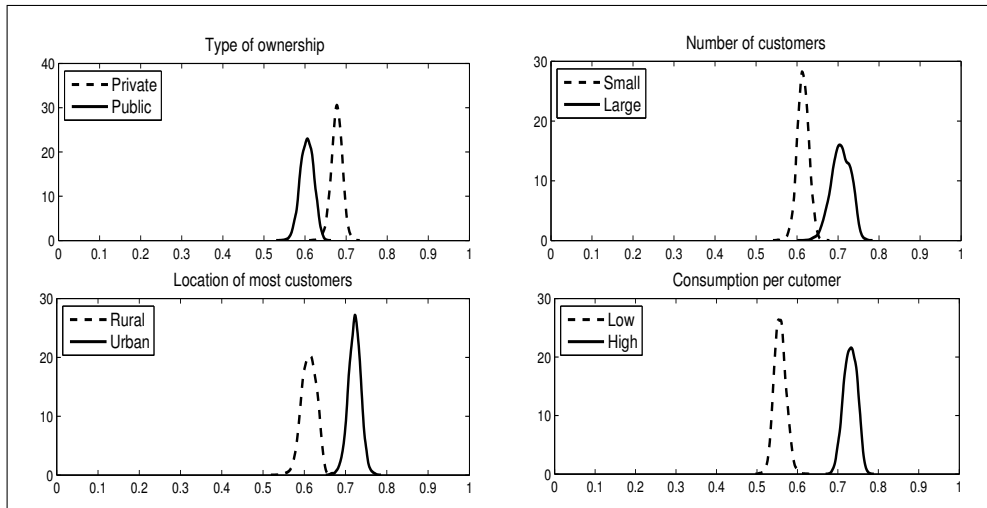 Type of ownership
40
30
20
10
0
Private
Public
0 0.1 0.2 0.3 0.4 0.5 0.6 0.7 0.8 0.9 1
Number of customers
30
20
10
0
Small
Large
0 0.1 0.2 0.3 0.4 0.5 0.6 0.7 0.8 0.9 1
Location of most customers
30
20
10
0
Rural
Urban
0 0.1 0.2 0.3 0.4 0.5 0.6 0.7 0.8 0.9 1
Consumption per cutomer
30
20
10
0
Low
High
0 0.1 0.2 0.3 0.4 0.5 0.6 0.7 0.8 0.9 1